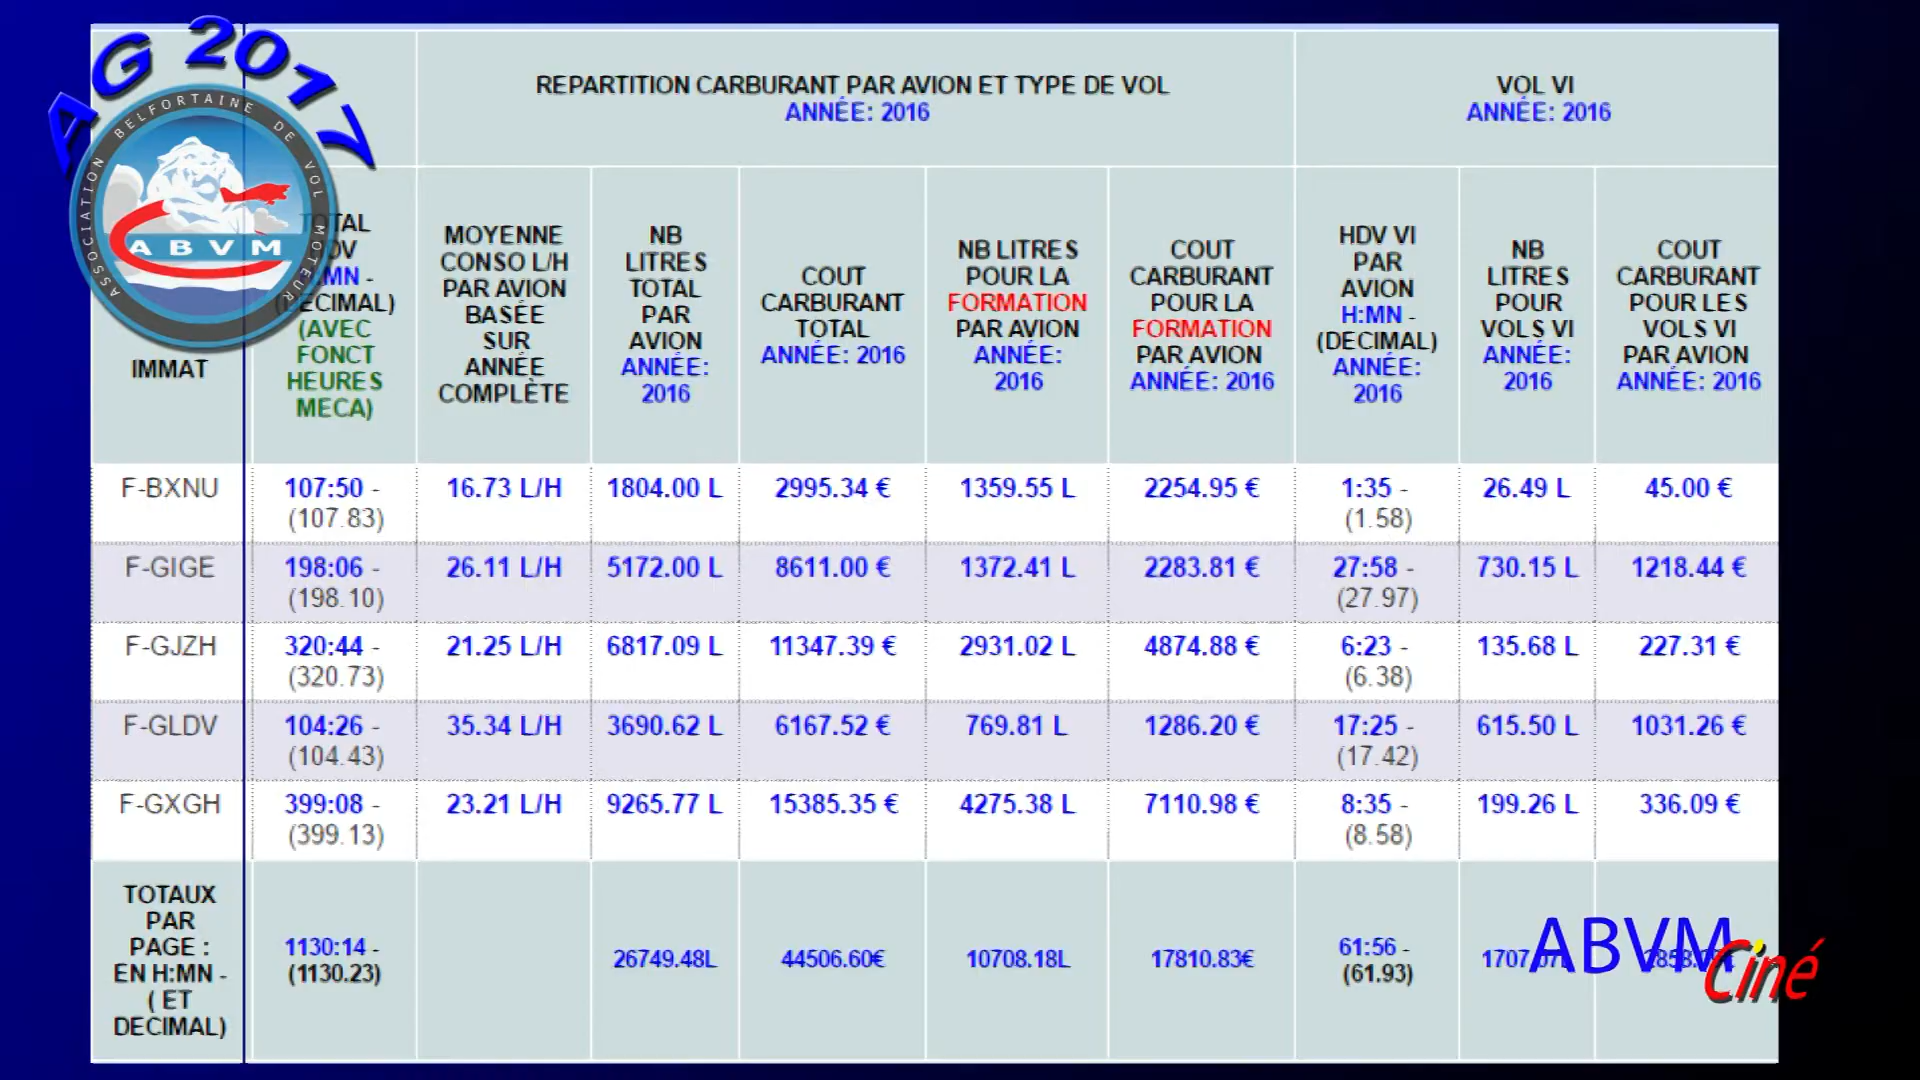 AG 2017
ASSOCIATION BELFORTAINE DE VOL MOTEUR
ABVM
REPARTITION CARBURANT PAR AVION ET TYPE DE VOL
ANNÉE: 2016
VOL VI
ANNÉE: 2016
IMMAT
TOTAL
(DECIMAL)
(AVEC
FONCT
HEURES
MECA)
MOYENNE
CONSO L/H
PAR AVION
BASÉE
SUR
ANNÉE
COMPLÈTE
NB
LITRES
TOTAL
PAR
AVION
ANNÉE:
2016
COUT
CARBURANT
TOTAL
ANNÉE: 2016
NB LITRES
POUR LA
FORMATION
PAR AVION
ANNÉE:
2016
COUT
CARBURANT
POUR LA
FORMATION
PAR AVION
ANNÉE: 2016
HDV VI
PAR
AVION
H:MN -
(DECIMAL)
ANNÉE:
2016
NB
LITRES
POUR
VOLS VI
ANNÉE:
2016
COUT
CARBURANT
POUR LES
VOLS VI
PAR AVION
ANNÉE: 2016
F-BXNU 107:50 - (107.83) 16.73 L/H 1804.00 L 2995.34 € 1359.55 L 2254.95 € 1:35 - (1.58) 26.49 L 45.00 €
F-GIGE 198:06 - (198.10) 26.11 L/H 5172.00 L 8611.00 € 1372.41 L 2283.81 € 27:58 - (27.97) 730.15 L 1218.44 €
F-GJZH 320:44 - (320.73) 21.25 L/H 6817.09 L 11347.39 € 2931.02 L 4874.88 € 6:23 - (6.38) 135.68 L 227.31 €
F-GLDV 104:26 - (104.43) 35.34 L/H 3690.62 L 6167.52 € 769.81 L 1286.20 € 17:25 - (17.42) 615.50 L 1031.26 €
F-GXGH 399:08 - (399.13) 23.21 L/H 9265.77 L 15385.35 € 4275.38 L 7110.98 € 8:35 - (8.58) 199.26 L 336.09 €
TOTAUX
PAR
PAGE :
EN H:MN -
( ET
DECIMAL)
1130:14 -
(1130.23)
26749.48L
44506.60€
10708.18L
17810.83€
61:56 -
(61.93)
ABVM
Ciné